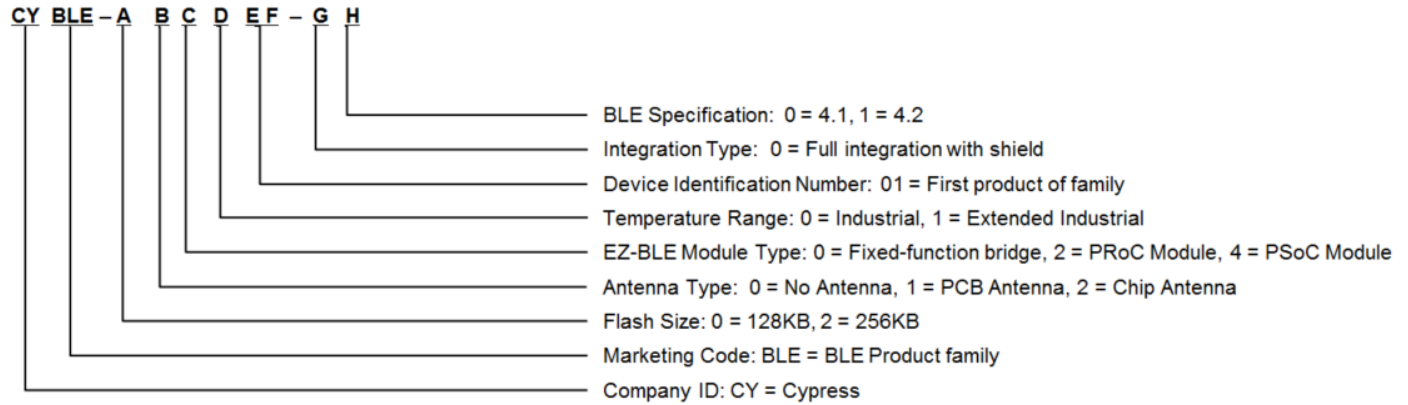 CY BLE – A B C D E F – G H
BLE Specification: 0 = 4.1, 1 = 4.2
Integration Type: 0 = Full integration with shield
Device Identification Number: 01 = First product of family
Temperature Range: 0 = Industrial, 1 = Extended Industrial
EZ-BLE Module Type: 0 = Fixed-function bridge, 2 = PRoC Module, 4 = PSoC Module
Antenna Type: 0 = No Antenna, 1 = PCB Antenna, 2 = Chip Antenna
Flash Size: 0 = 128KB, 2 = 256KB
Marketing Code: BLE = BLE Product family
Company ID: CY = Cypress